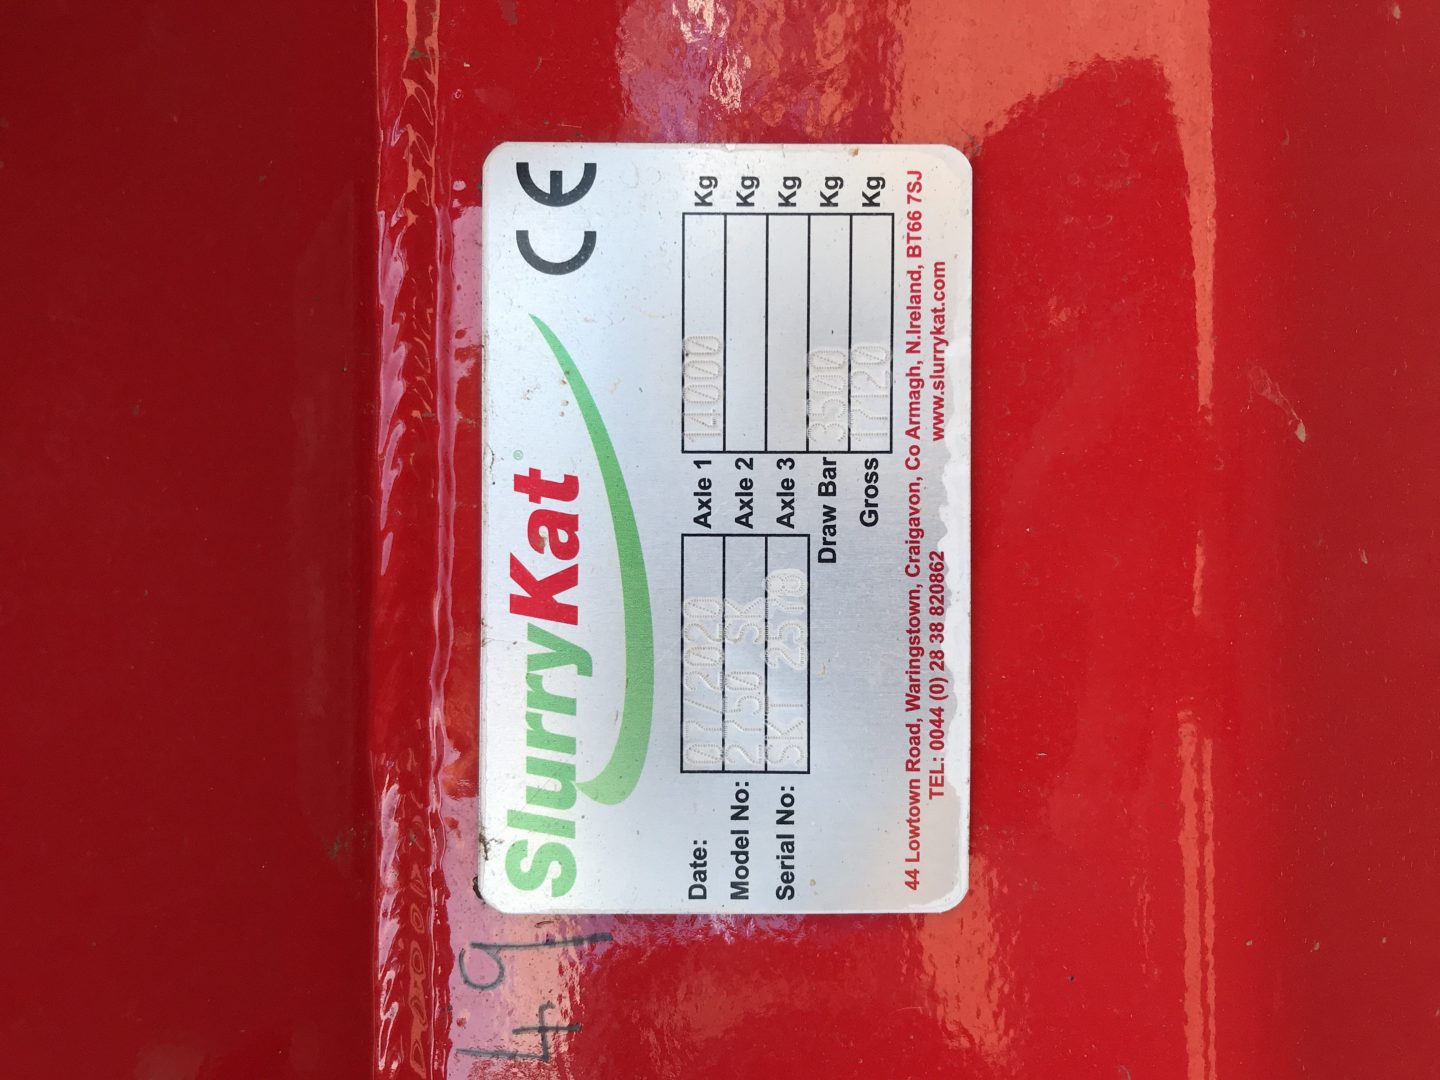 SlurryKat®
CE
Date: 07/2020
Model No: 2750 SK
Serial No: SKT 2578
Axle 1 14000 Kg
Axle 2 Kg
Axle 3 Kg
Draw Bar 3500 Kg
Gross 17120 Kg
44 Lowtown Road, Waringstown, Craigavon, Co Armagh, N.Ireland, BT66 7SJ
TEL: 0044 (0) 28 38 820862 www.slurrykat.com
49